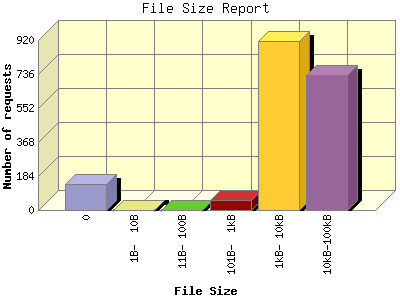 File Size Report
Number of requests
920
736
552
368
184
0
0
1B- 10B
11B- 100B
101B- 1kB
1kB- 10kB
10kB-100kB
File Size